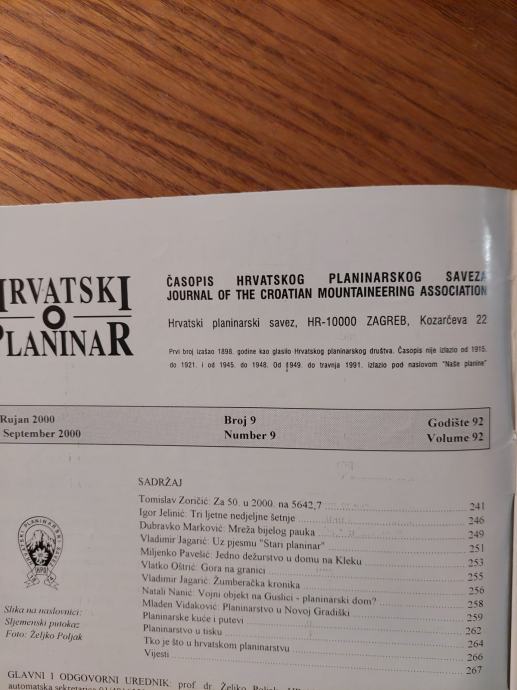 HRVATSKI
PLANINAR
ČASOPIS HRVATSKOG PLANINARSKOG SAVEZA
JOURNAL OF THE CROATIAN MOUNTAINEERING ASSOCIATION
Hrvatski planinarski savez, HR-10000 ZAGREB, Kozarčeva 22
Prvi broj izašao 1898. godine kao glasilo Hrvatskog planinarskog društva. Časopis nije izlazio od 1915.
do 1921. i od 1945. do 1948. Od 1949. do travnja 1991. izlazio pod naslovom "Naše planine"
Rujan 2000 Broj 9 Godište 92
September 2000 Number 9 Volume 92
SADRŽAJ
Tomislav Zoričić: Za 50. u 2000. na 5642,7 241
Igor Jelinić: Tri ljetne nedjeljne šetnje 246
Dubravko Marković: Mreža bijelog pauka 249
Vladimir Jagarić: Uz pjesmu "Stari planinar" 251
Miljenko Pavešić: Jedno dežurstvo u domu na Kleku 253
Vlatko Oštrić: Gora na granici 255
Vladimir Jagarić: Žumberačka kronika 256
Natali Nanić: Vojni objekt na Guslici - planinarski dom? 258
Mladen Vidaković: Planinarstvo u Novoj Gradiški 259
Planinarske kuće i putevi 262
Planinarstvo u tisku 264
Tko je što u hrvatskom planinarstvu 266
Vijesti 267
Slika na naslovnici:
Sljemenski putokaz
Foto: Željko Poljak
GLAVNI I ODGOVORNI UREDNIK: prof. dr. Željko Poljak